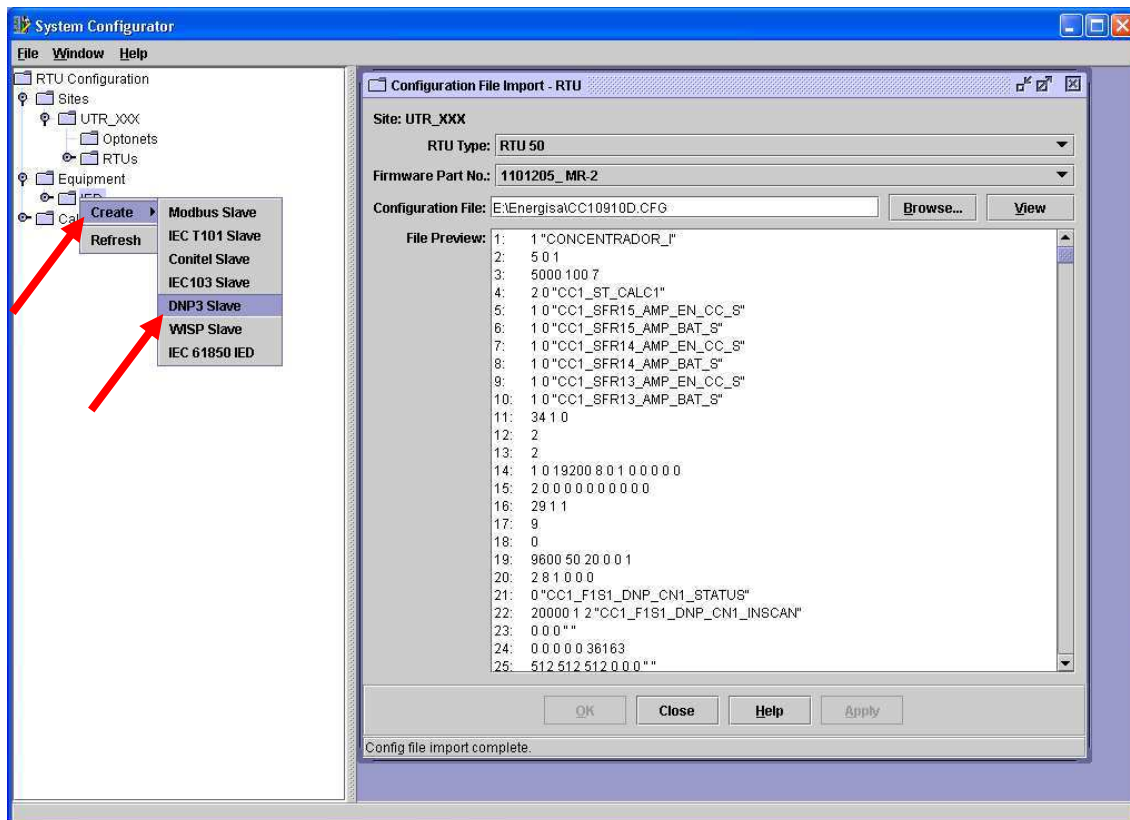 System Configurator
File Window Help
RTU Configuration
Sites
UTR_XXX
Optonets
RTUs
Equipment
IED
Create
Refresh
Modbus Slave
IEC T101 Slave
Conitel Slave
IEC103 Slave
DNP3 Slave
WISP Slave
IEC 61850 IED
Configuration File Import - RTU
Site: UTR_XXX
RTU Type: RTU 50
Firmware Part No.: 1101205_ MR-2
Configuration File: E:\Energisa\CC10910D.CFG Browse... View
File Preview:
1: 1 "CONCENTRADOR_I"
2: 5 0 1
3: 5000 100 7
4: 2 0 "CC1_ST_CALC1"
5: 1 0 "CC1_SFR15_AMP_EN_CC_S"
6: 1 0 "CC1_SFR15_AMP_BAT_S"
7: 1 0 "CC1_SFR14_AMP_EN_CC_S"
8: 1 0 "CC1_SFR14_AMP_BAT_S"
9: 1 0 "CC1_SFR13_AMP_EN_CC_S"
10: 1 0 "CC1_SFR13_AMP_BAT_S"
11: 34 1 0
12: 2
13: 2
14: 1 0 19200 8 0 1 0 0 0 0 0
15: 2 0 0 0 0 0 0 0 0 0 0
16: 29 1 1
17: 9
18: 0
19: 9600 50 20 0 0 1
20: 2 8 1 0 0 0
21: 0 "CC1_F1S1_DNP_CN1_STATUS"
22: 20000 1 2 "CC1_F1S1_DNP_CN1_INSCAN"
23: 0 0 0 " "
24: 0 0 0 0 0 36163
25: 512 512 512 0 0 0 " "
OK Close Help Apply
Config file import complete.